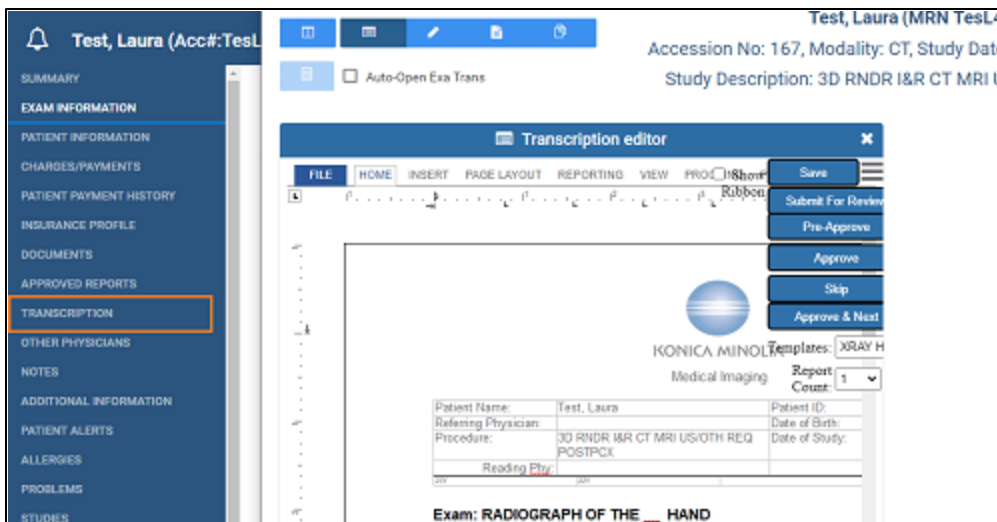 Test, Laura (Acc#:TesL
SUMMARY
EXAM INFORMATION
PATIENT INFORMATION
CHARGES/PAYMENTS
PATIENT PAYMENT HISTORY
INSURANCE PROFILE
DOCUMENTS
APPROVED REPORTS
TRANSCRIPTION
OTHER PHYSICIANS
NOTES
ADDITIONAL INFORMATION
PATIENT ALERTS
ALLERGIES
PROBLEMS
STUDIES
Test, Laura (MRN TesL4
Accession No: 167, Modality: CT, Study Dat
Study Description: 3D RNDR I&R CT MRI U
Auto-Open Exa Trans
Transcription editor
FILE HOME INSERT PAGE LAYOUT REPORTING VIEW
Show Ribbon
Save
Submit For Review
Pre-Approve
Approve
Skip
Approve & Next
Templates: XRAY H
Report Count: 1
KONICA MINOLTA
Medical Imaging
Patient Name: Test, Laura Patient ID:
Referring Physician: Date of Birth:
Procedure: 3D RNDR I&R CT MRI US/OTH REQ Date of Study:
POSTPCX
Reading Phy:
Exam: RADIOGRAPH OF THE __ HAND